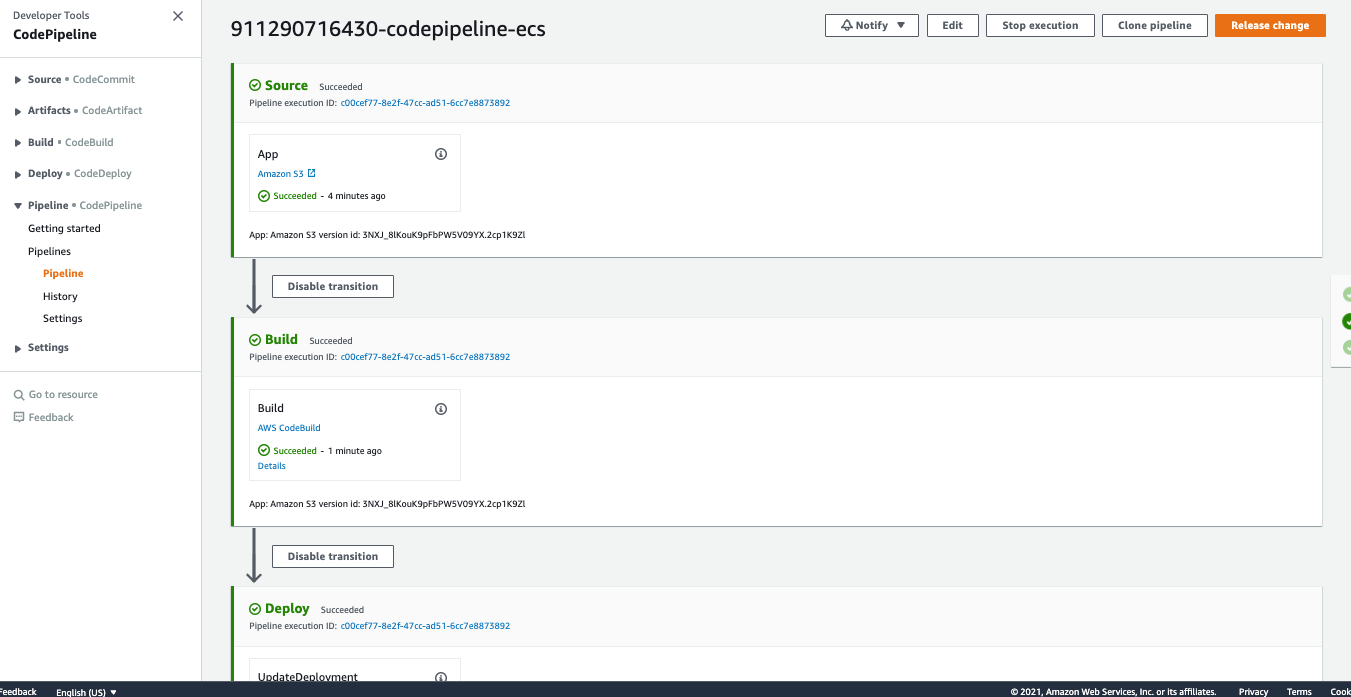 Developer Tools
CodePipeline
Source • CodeCommit
Artifacts • CodeArtifact
Build • CodeBuild
Deploy • CodeDeploy
Pipeline • CodePipeline
Getting started
Pipelines
Pipeline
History
Settings
Settings
Go to resource
Feedback
911290716430-codepipeline-ecs
Notify
Edit
Stop execution
Clone pipeline
Release change
Source Succeeded
Pipeline execution ID: c00cef77-8e2f-47cc-ad51-6cc7e8873892
App
Amazon S3
Succeeded - 4 minutes ago
App: Amazon S3 version id: 3NXJ_8lKouK9pFbPW5V09YX.2cp1K9Zl
Disable transition
Build Succeeded
Pipeline execution ID: c00cef77-8e2f-47cc-ad51-6cc7e8873892
Build
AWS CodeBuild
Succeeded - 1 minute ago
Details
App: Amazon S3 version id: 3NXJ_8lKouK9pFbPW5V09YX.2cp1K9Zl
Disable transition
Deploy Succeeded
Pipeline execution ID: c00cef77-8e2f-47cc-ad51-6cc7e8873892
UpdateDeployment
Feedback English (US) © 2021, Amazon Web Services, Inc. or its affiliates. Privacy Terms Cook